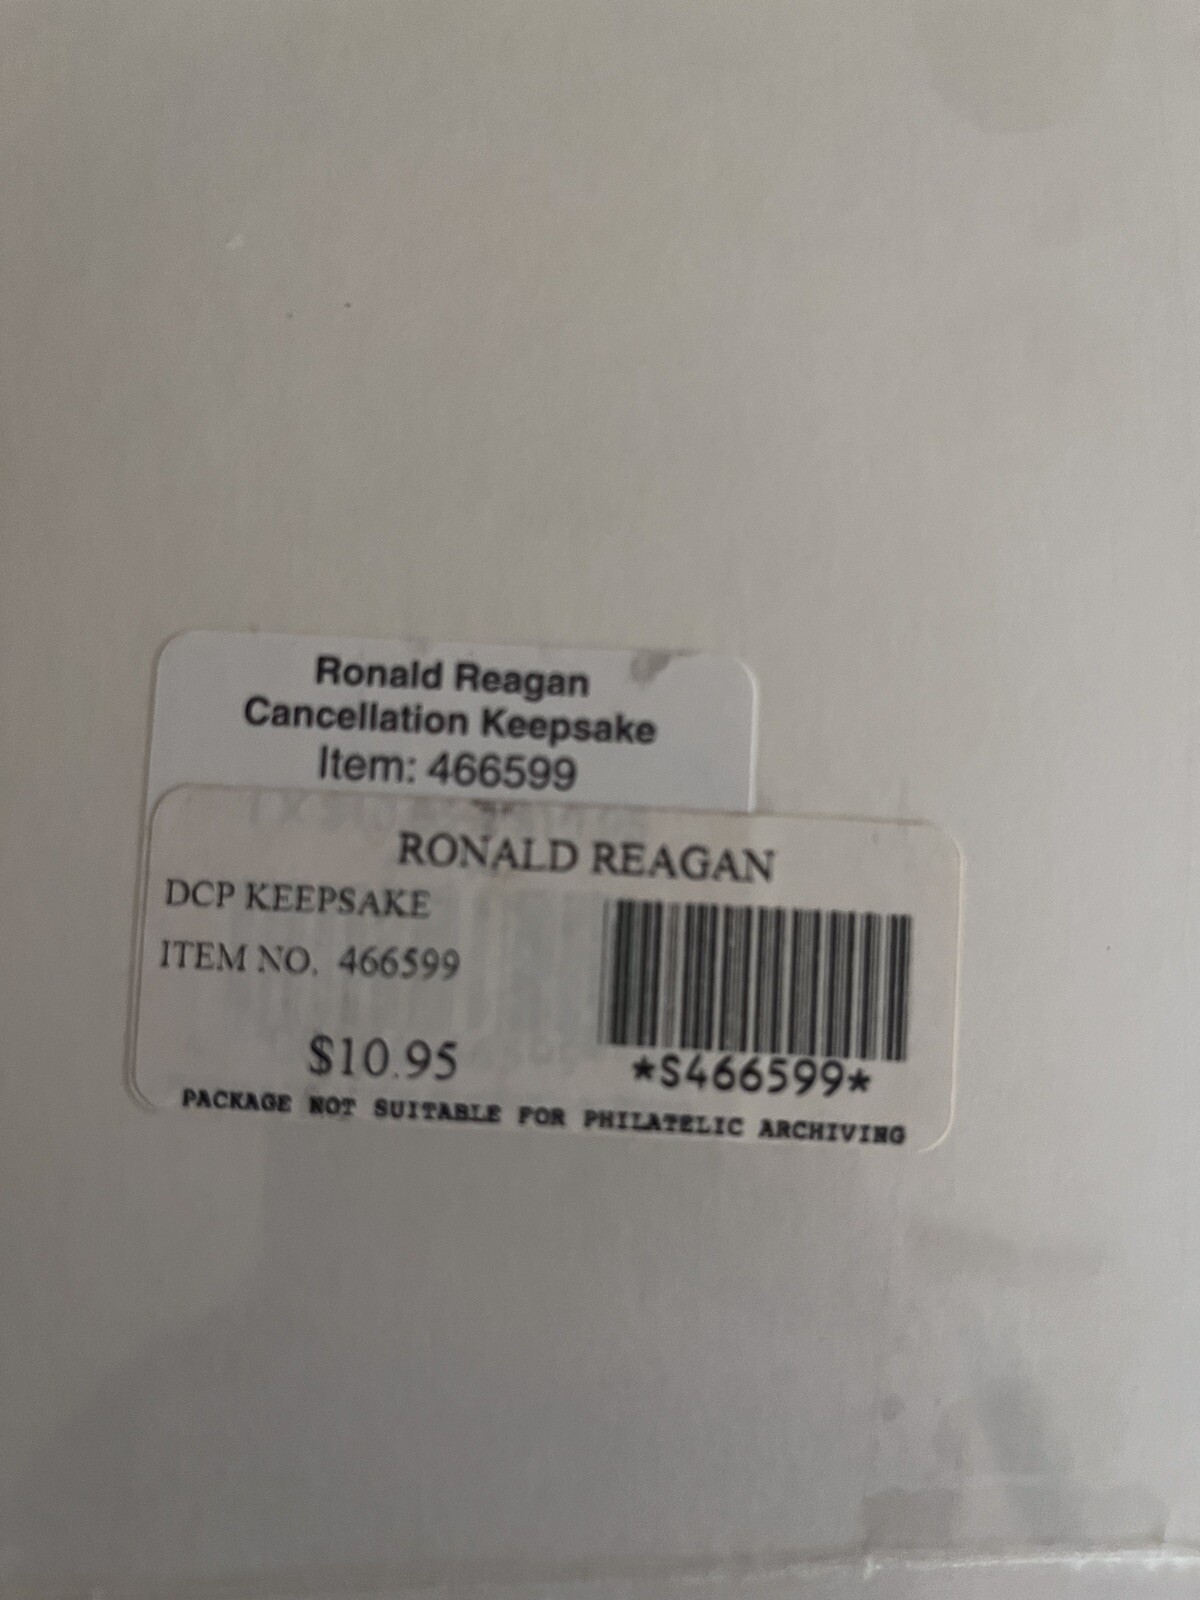 Ronald Reagan
Cancellation Keepsake
Item: 466599
RONALD REAGAN
DCP KEEPSAKE
ITEM NO. 466599
$10.95
*S466599*
PACKAGE NOT SUITABLE FOR PHILATELIC ARCHIVING